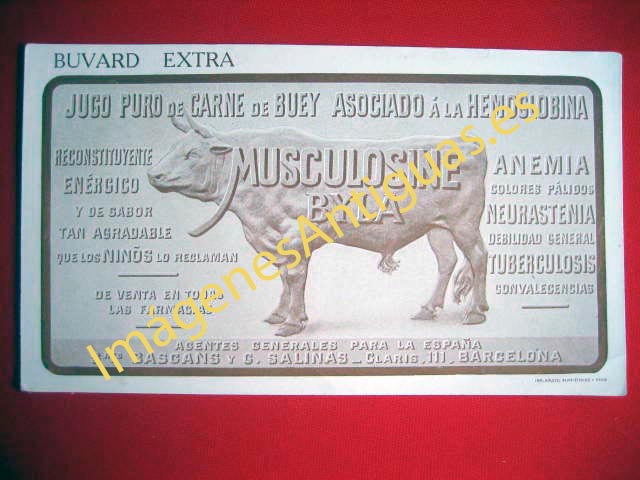 BUVARD EXTRA
JUGO PURO DE CARNE DE BUEY ASOCIADO Á LA HEMOGLOBINA
RECONSTITUYENTE
ENÉRGICO
Y DE SABOR
TAN AGRADABLE
QUE LOS NIÑOS LO RECLAMAN
DE VENTA EN TODAS
LAS FARMACIAS
MUSCULOSINE
BYLA
ANEMIA
COLORES PÁLIDOS
NEURASTENIA
DEBILIDAD GENERAL
TUBERCULOSIS
CONVALECENCIAS
AGENTES GENERALES PARA LA ESPAÑA
BASCANS Y G. SALINAS _ CLARIS, 111. BARCELONA
ImagenesAntiguas.es